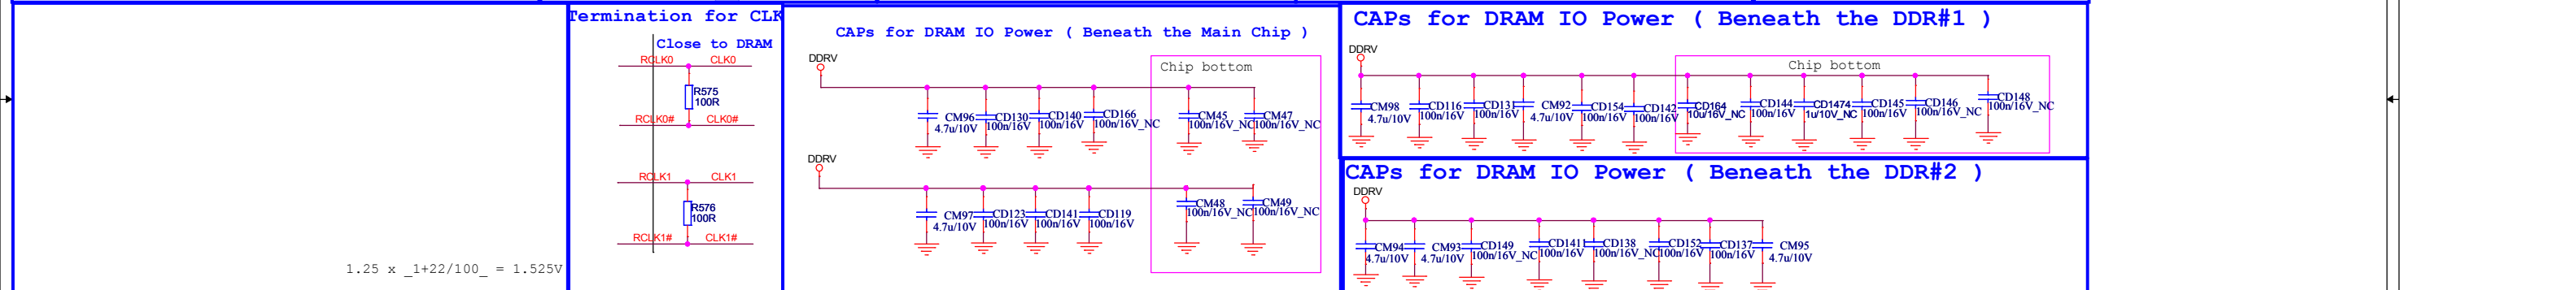 Termination for CLK
Close to DRAM
RCLK0 CLK0
R575
100R
RCLK0# CLK0#
RCLK1 CLK1
R576
100R
RCLK1# CLK1#
1.25 x _1+22/100_ = 1.525V
CAPs for DRAM IO Power ( Beneath the Main Chip )
DDRV
Chip bottom
CM96 CD130 CD140 CD166 CM45 CM47
4.7u/10V 100n/16V 100n/16V 100n/16V_NC 100n/16V_NC 100n/16V_NC
DDRV
CM97 CD123 CD141 CD119 CM48 CM49
4.7u/10V 100n/16V 100n/16V 100n/16V 100n/16V_NC 100n/16V_NC
CAPs for DRAM IO Power ( Beneath the DDR#1 )
DDRV
Chip bottom
CM98 CD116 CD131 CM92 CD154 CD142 CD164 CD144 CD1474 CD145 CD146 CD148
4.7u/10V 100n/16V 100n/16V 4.7u/10V 100n/16V 100n/16V 10u/16V_NC 100n/16V 1u/10V_NC 100n/16V 100n/16V 100n/16V_NC
CAPs for DRAM IO Power ( Beneath the DDR#2 )
DDRV
CM94 CM93 CD149 CD1411 CD138 CD152 CD137 CM95
4.7u/10V 4.7u/10V 100n/16V_NC 100n/16V 100n/16V_NC 100n/16V 100n/16V 4.7u/10V